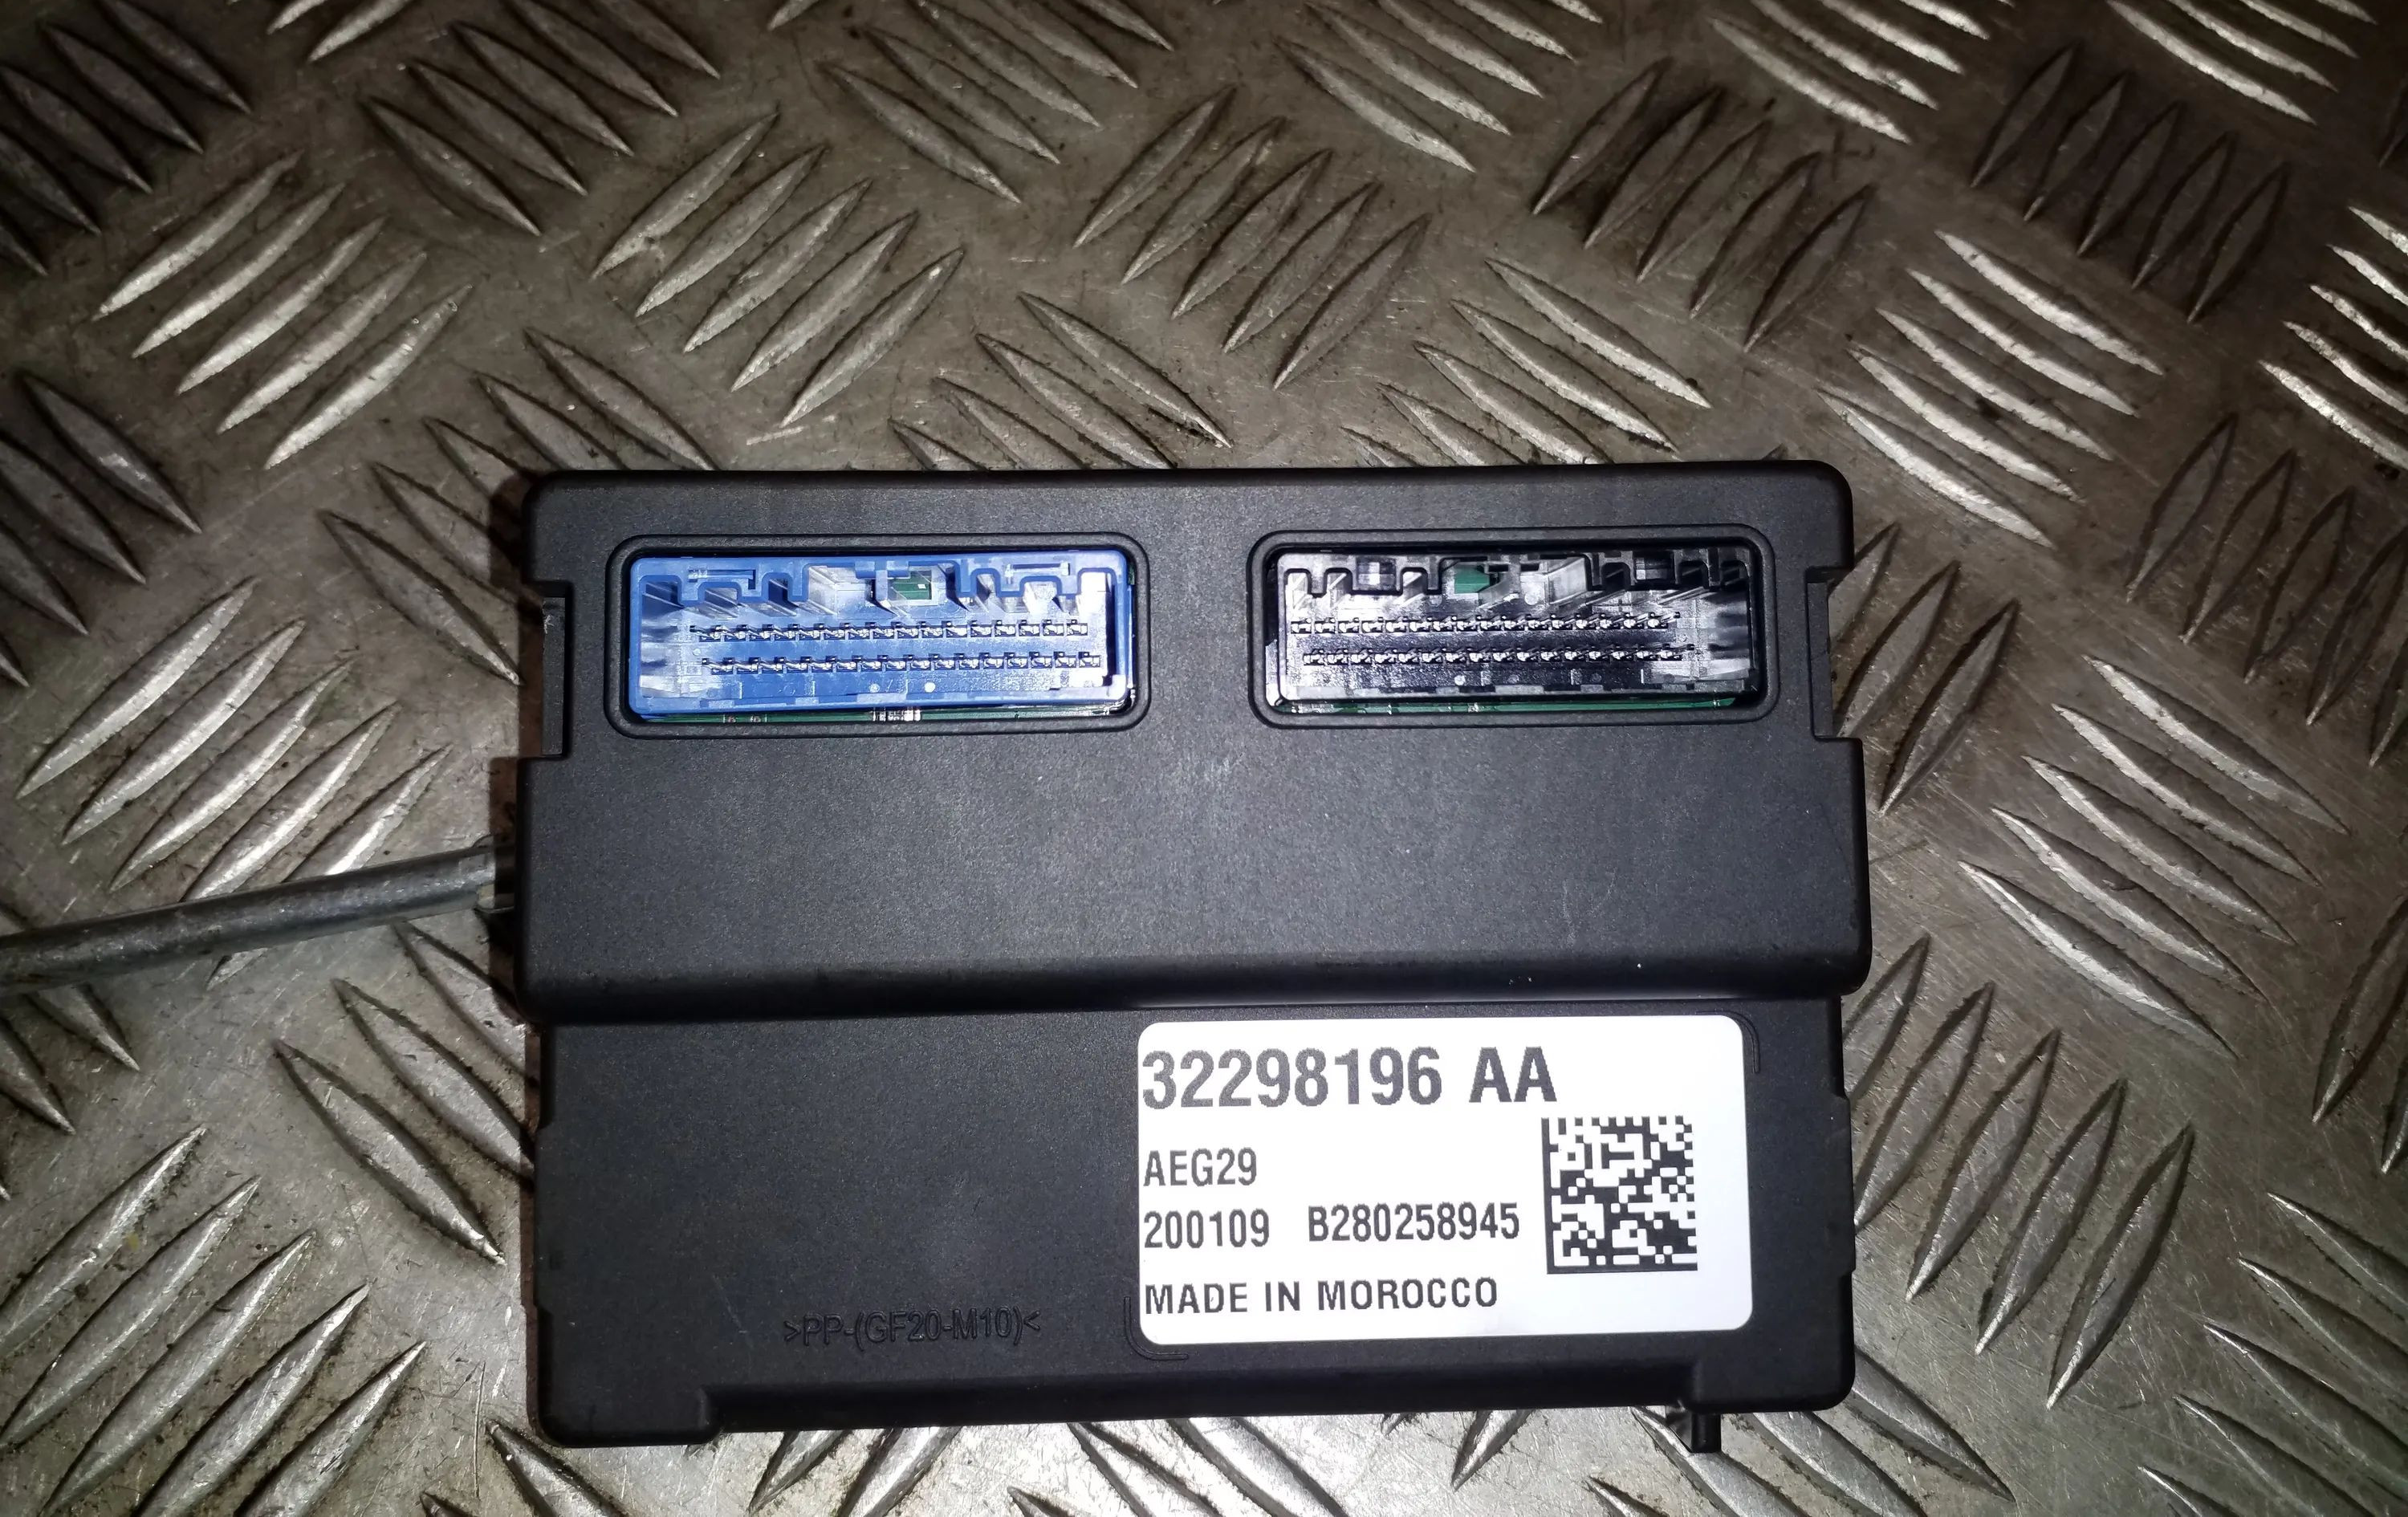 32298196 AA
AEG29
200109 B280258945
MADE IN MOROCCO
>PP-(GF20-M10)<